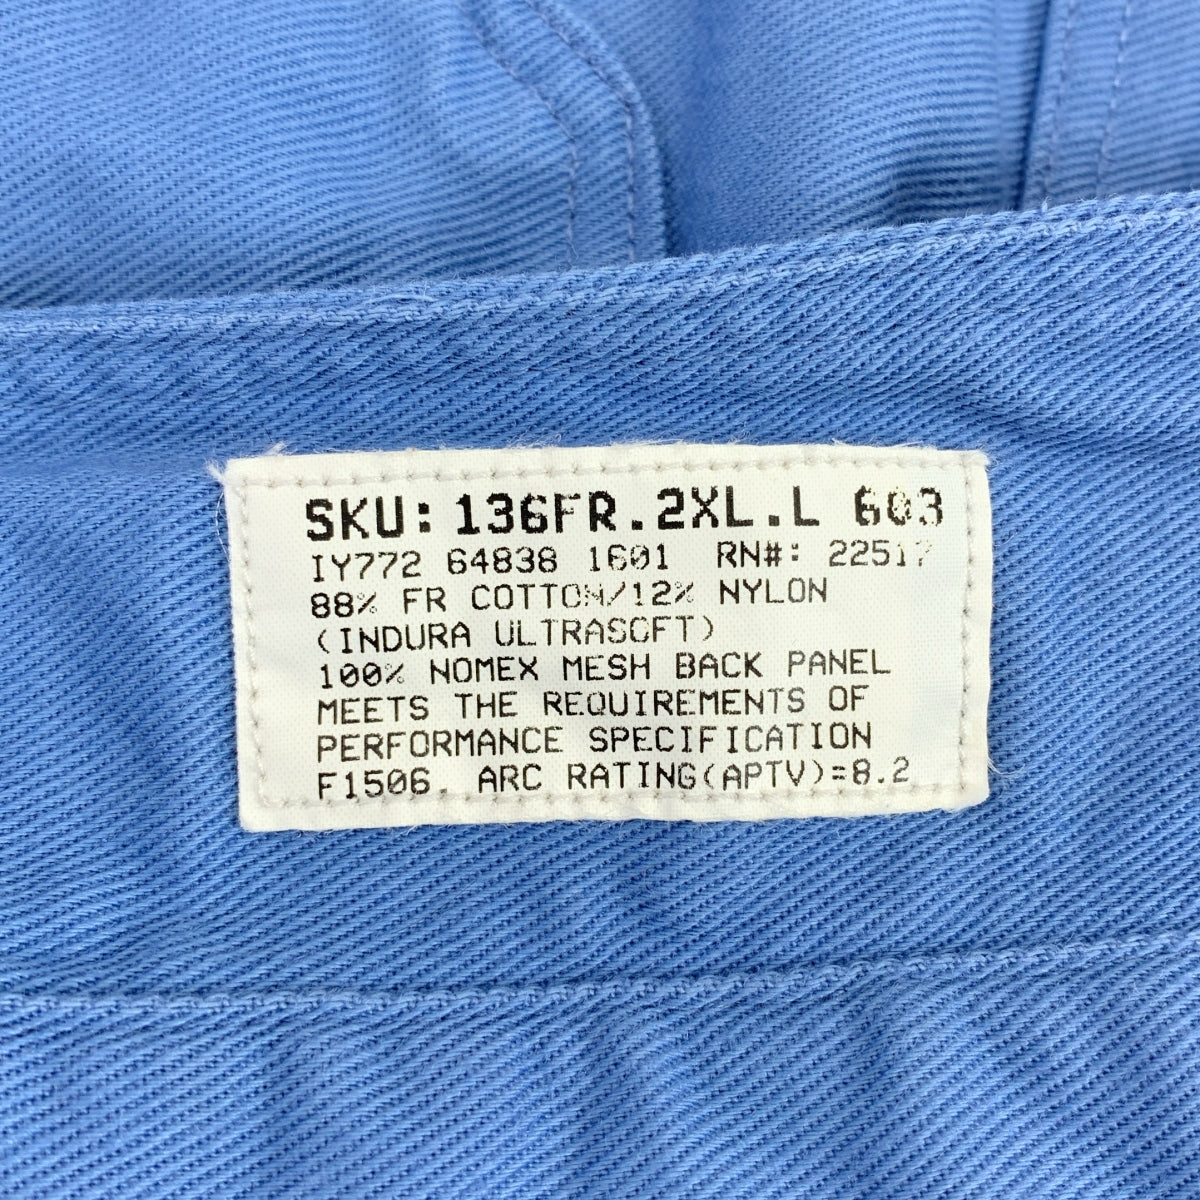 SKU: 136FR.2XL.L 603
IY772 64838 1601 RN#: 22517
88% FR COTTON/12% NYLON
(INDURA ULTRASOFT)
100% NOMEX MESH BACK PANEL
MEETS THE REQUIREMENTS OF
PERFORMANCE SPECIFICATION
F1506. ARC RATING(APTV)=8.2